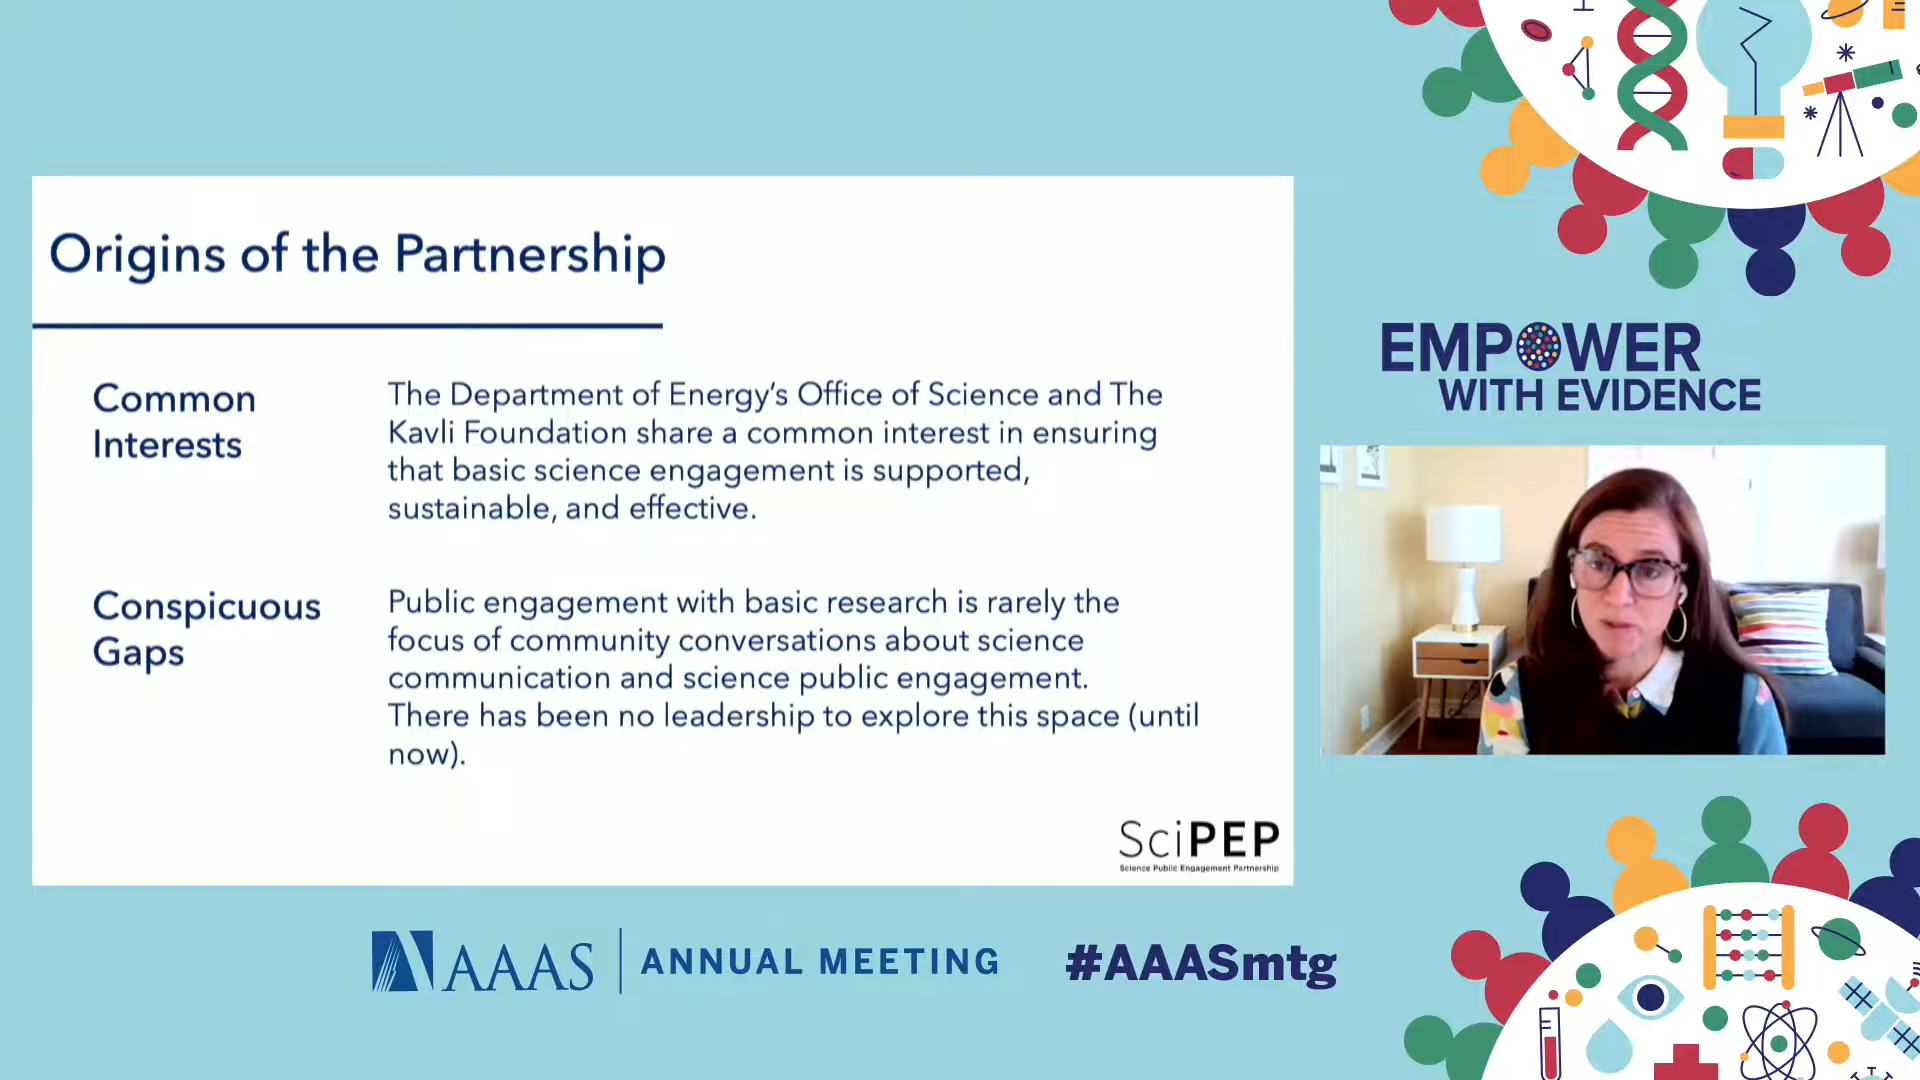 Origins of the Partnership
Common
Interests
The Department of Energy's Office of Science and The
Kavli Foundation share a common interest in ensuring
that basic science engagement is supported,
sustainable, and effective.
Conspicuous
Gaps
Public engagement with basic research is rarely the
focus of community conversations about science
communication and science public engagement.
There has been no leadership to explore this space (until
now).
SciPEP
Science Public Engagement Partnership
EMPOWER
WITH EVIDENCE
AAAS ANNUAL MEETING
#AAASmtg